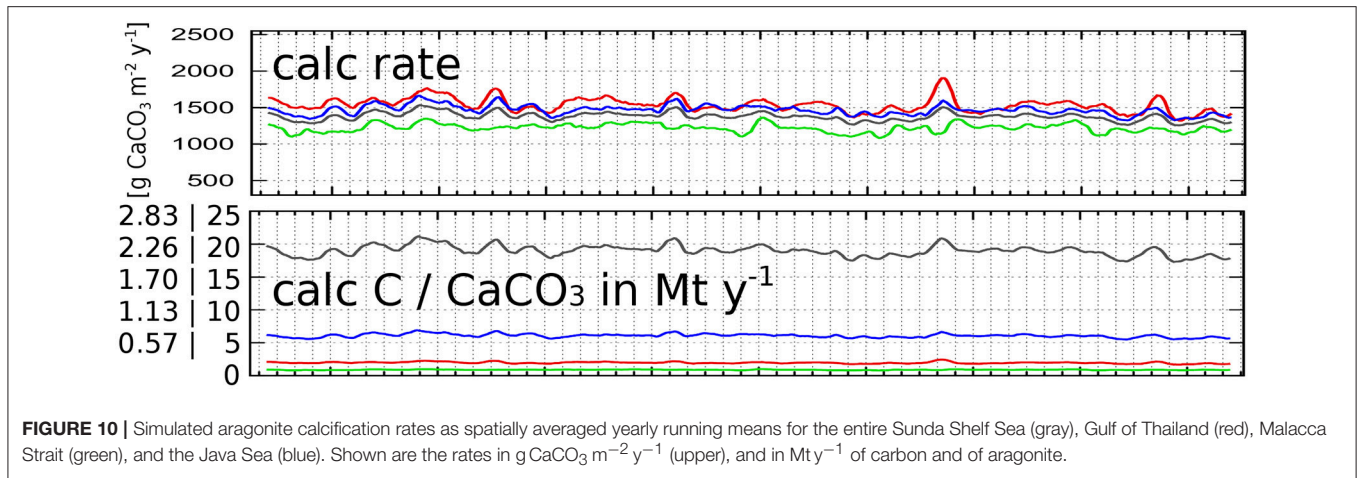 [g CaCO₃ m⁻² y⁻¹]
2500
2000
1500
1000
500
calc rate
2.83 | 25
2.26 | 20
1.70 | 15
1.13 | 10
0.57 | 5
0
calc C / CaCO₃ in Mt y⁻¹
FIGURE 10 | Simulated aragonite calcification rates as spatially averaged yearly running means for the entire Sunda Shelf Sea (gray), Gulf of Thailand (red), Malacca
Strait (green), and the Java Sea (blue). Shown are the rates in g CaCO₃ m⁻² y⁻¹ (upper), and in Mt y⁻¹ of carbon and of aragonite.